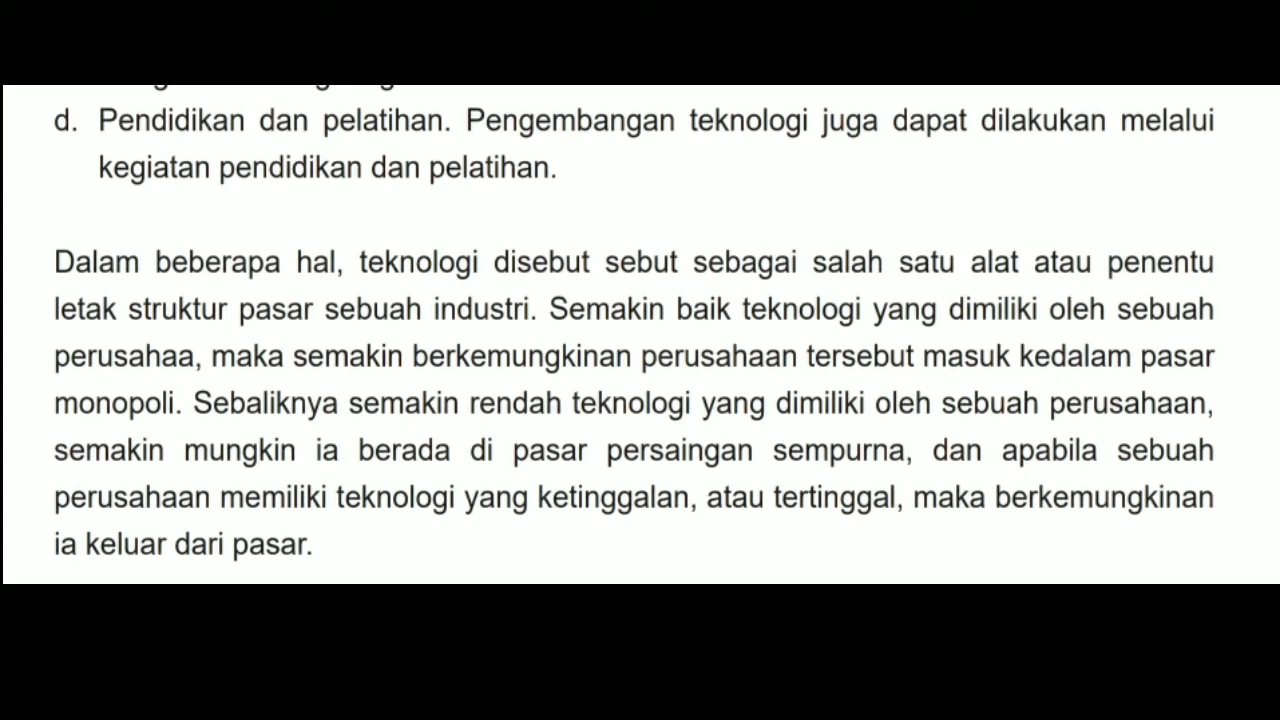 d. Pendidikan dan pelatihan. Pengembangan teknologi juga dapat dilakukan melalui
kegiatan pendidikan dan pelatihan.
Dalam beberapa hal, teknologi disebut sebut sebagai salah satu alat atau penentu
letak struktur pasar sebuah industri. Semakin baik teknologi yang dimiliki oleh sebuah
perusahaa, maka semakin berkemungkinan perusahaan tersebut masuk kedalam pasar
monopoli. Sebaliknya semakin rendah teknologi yang dimiliki oleh sebuah perusahaan,
semakin mungkin ia berada di pasar persaingan sempurna, dan apabila sebuah
perusahaan memiliki teknologi yang ketinggalan, atau tertinggal, maka berkemungkinan
ia keluar dari pasar.